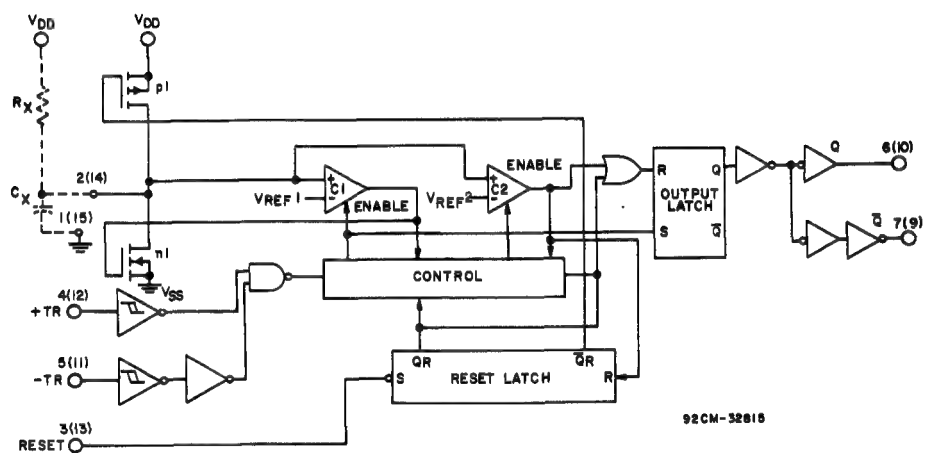 VDD
VDD
p1
RX
CX
2(14)
1(15)
n1
VSS
+
C1
-
VREF1
ENABLE
+
C2
-
VREF2
ENABLE
R
Q
OUTPUT
LATCH
S
Q̅
Q
6(10)
Q̅
7(9)
CONTROL
4(12)
+TR
5(11)
-TR
3(13)
RESET
QR
Q̅R
S
RESET LATCH
R
92CM-32615